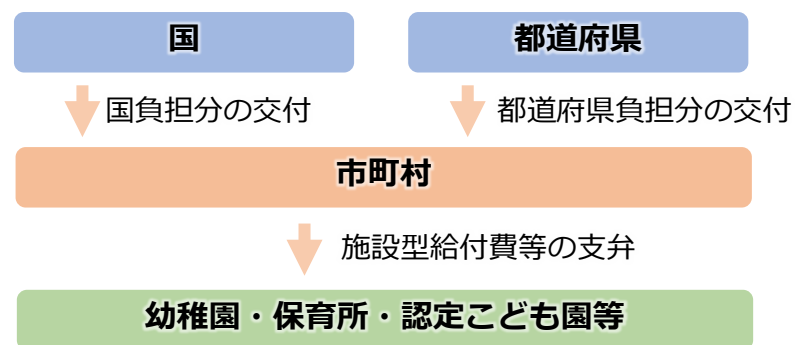 国
都道府県
国負担分の交付
都道府県負担分の交付
市町村
施設型給付費等の支弁
幼稚園・保育所・認定こども園等